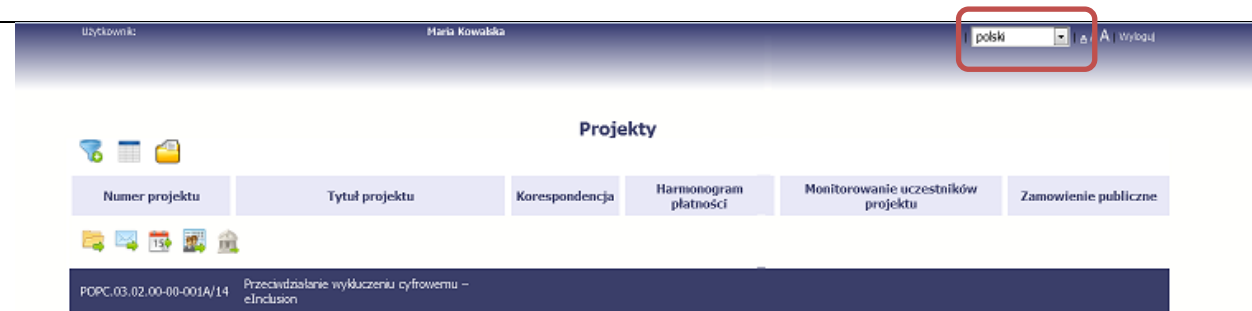 Użytkownik: Maria Kowalska | polski | A A A | Wyloguj
Projekty
Numer projektu Tytuł projektu Korespondencja Harmonogram płatności Monitorowanie uczestników projektu Zamowienie publiczne
15
POPC.03.02.00-00-001A/14 Przeciwdziałanie wykluczeniu cyfrowemu –
eInclusion